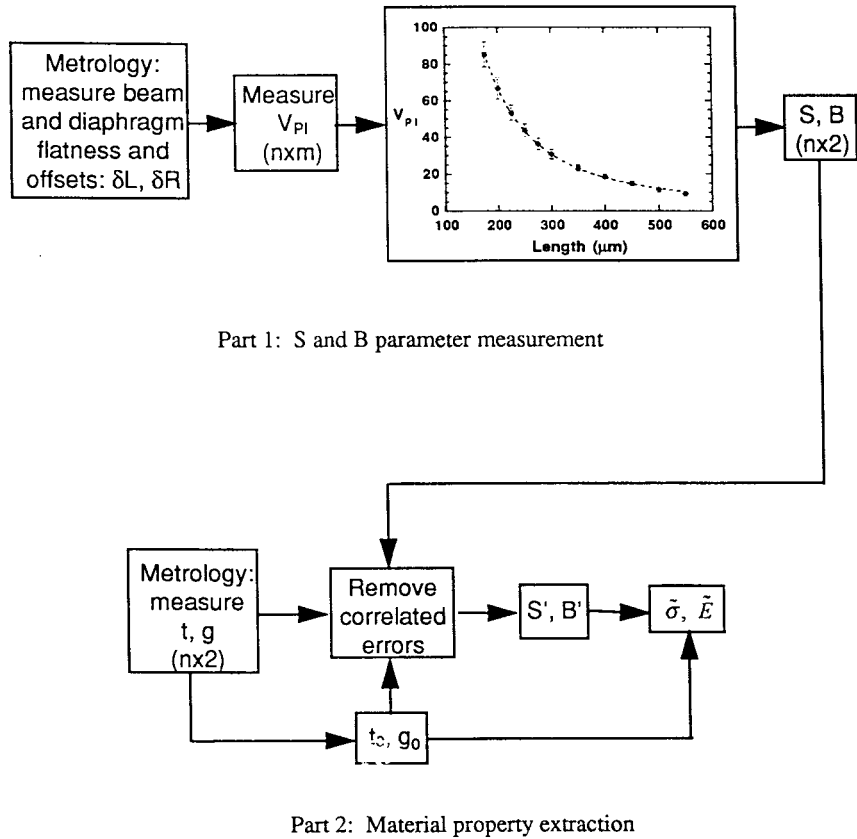 Metrology:
measure beam
and diaphragm
flatness and
offsets: δL, δR
Measure
V_PI
(nxm)
100
80
60
40
20
0
V_PI
100 200 300 400 500 600
Length (μm)
S, B
(nx2)
Part 1: S and B parameter measurement
Metrology:
measure
t, g
(nx2)
Remove
correlated
errors
S', B'
σ̃, Ẽ
t₀, g₀
Part 2: Material property extraction